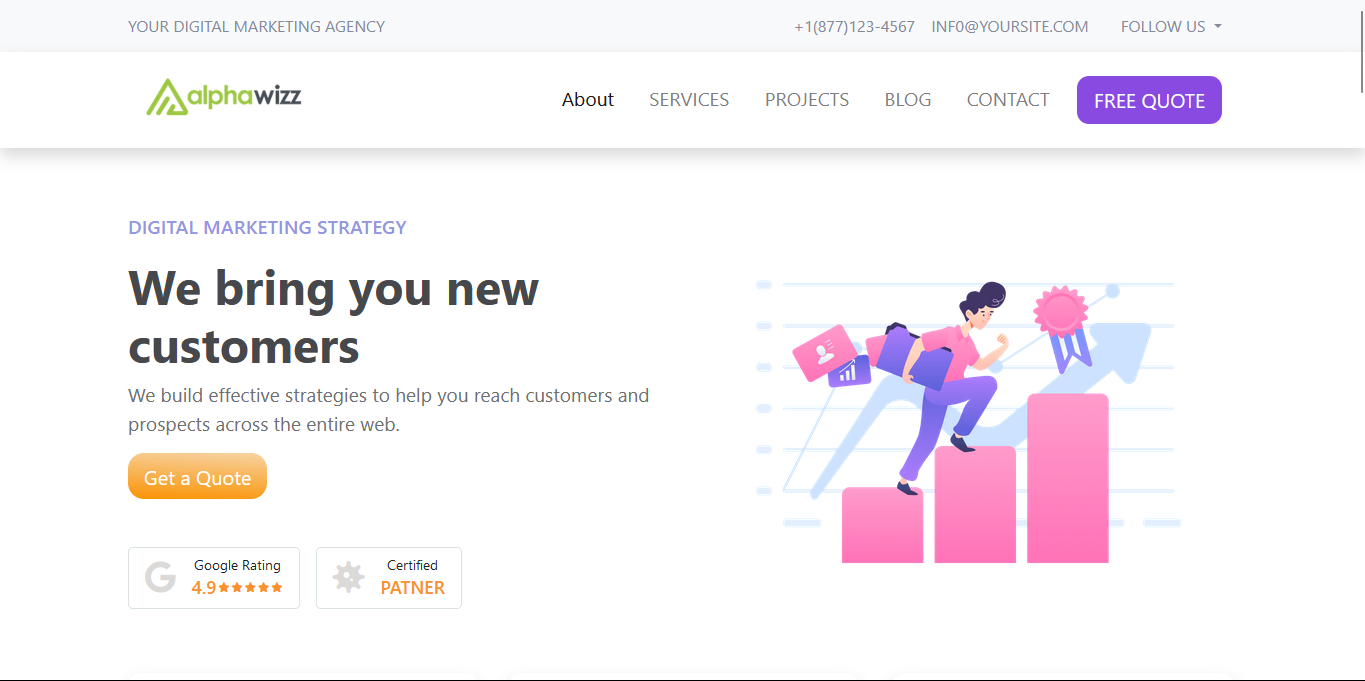 YOUR DIGITAL MARKETING AGENCY
+1(877)123-4567 INF0@YOURSITE.COM FOLLOW US
alphawizz
About SERVICES PROJECTS BLOG CONTACT FREE QUOTE
DIGITAL MARKETING STRATEGY
We bring you new
customers
We build effective strategies to help you reach customers and
prospects across the entire web.
Get a Quote
G
Google Rating
4.9
Certified
PATNER